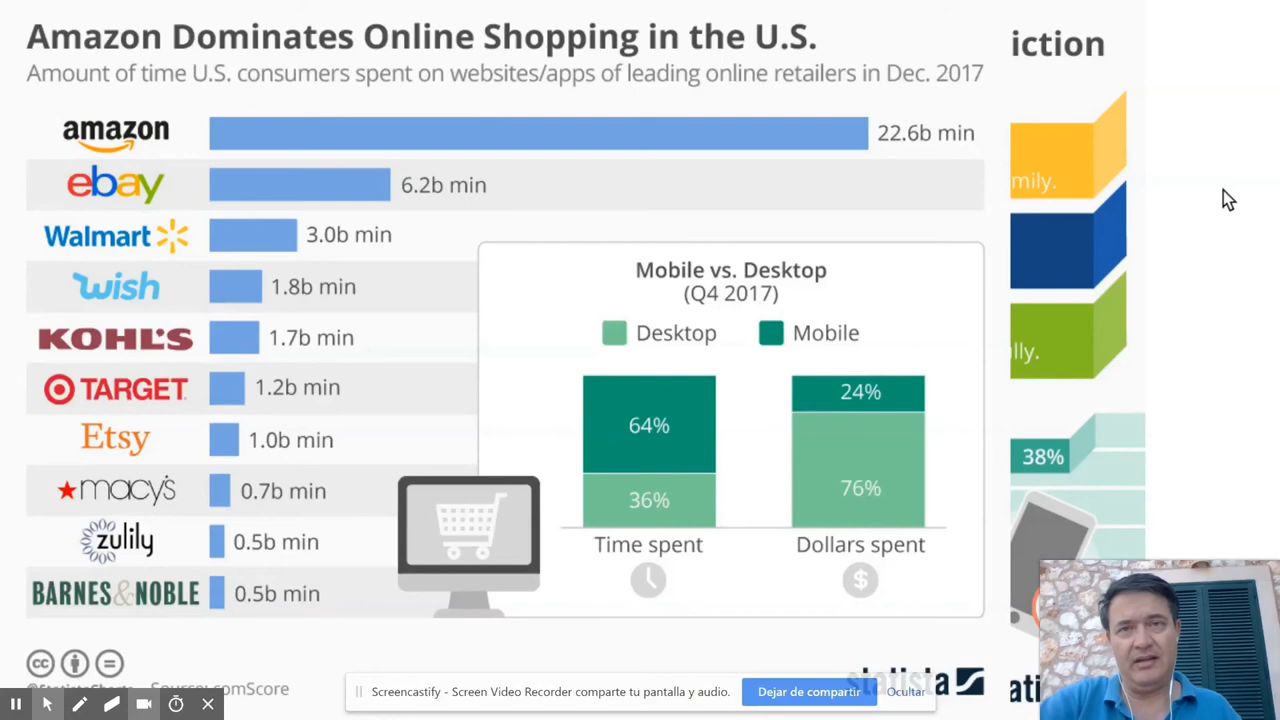 Amazon Dominates Online Shopping in the U.S.
Amount of time U.S. consumers spent on websites/apps of leading online retailers in Dec. 2017
iction
amazon
22.6b min
ebay
6.2b min
mily.
Walmart
3.0b min
Mobile vs. Desktop
(Q4 2017)
wish
1.8b min
Desktop
Mobile
KOHL'S
1.7b min
lly.
TARGET
1.2b min
24%
64%
Etsy
1.0b min
38%
macy's
0.7b min
76%
36%
zulily
0.5b min
Time spent
Dollars spent
$
BARNES&NOBLE
0.5b min
cc
@StatistaCharts Source: comScore
statista
Screencastify - Screen Video Recorder comparte tu pantalla y audio.
Dejar de compartir
Ocultar